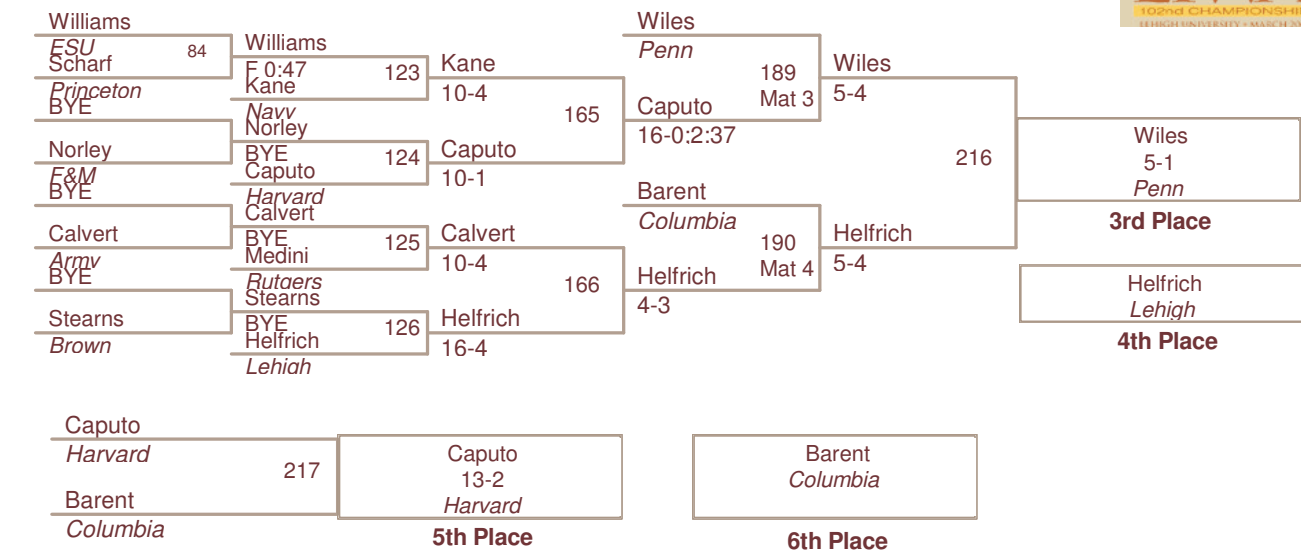 102nd CHAMPIONSHI
LEHIGH UNIVERSITY • MARCH 20
Williams
ESU
84
Scharf
Princeton
BYE
Norley
F&M
BYE
Calvert
Army
BYE
Stearns
Brown
Williams
F 0:47
123
Kane
Navy
Norley
BYE
124
Caputo
Harvard
Calvert
BYE
125
Medini
Rutgers
Stearns
BYE
126
Helfrich
Lehigh
Kane
10-4
165
Caputo
10-1
Calvert
10-4
166
Helfrich
16-4
Wiles
Penn
189
Mat 3
Caputo
16-0;2:37
Barent
Columbia
190
Mat 4
Helfrich
4-3
Wiles
5-4
216
Helfrich
5-4
Wiles
5-1
Penn
3rd Place
Helfrich
Lehigh
4th Place
Caputo
Harvard
217
Barent
Columbia
Caputo
13-2
Harvard
5th Place
Barent
Columbia
6th Place